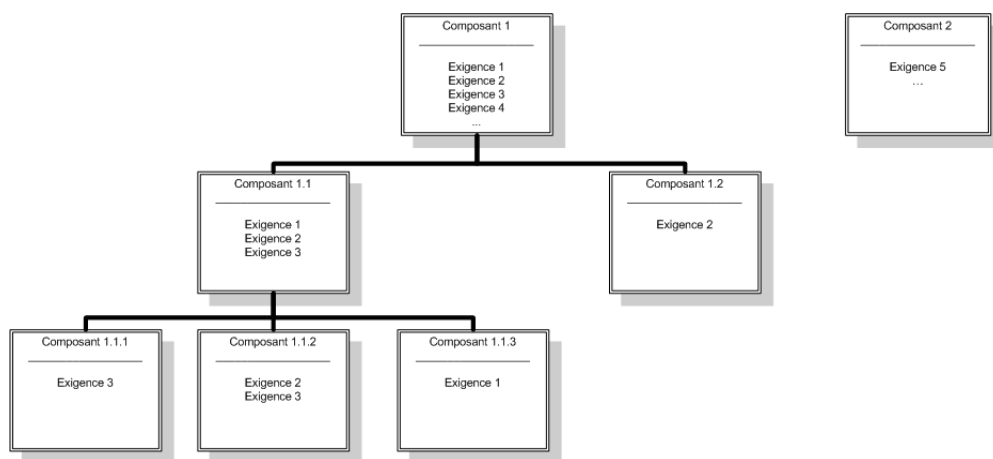 Composant 1
Exigence 1
Exigence 2
Exigence 3
Exigence 4
...
Composant 2
Exigence 5
...
Composant 1.1
Exigence 1
Exigence 2
Exigence 3
Composant 1.2
Exigence 2
Composant 1.1.1
Exigence 3
Composant 1.1.2
Exigence 2
Exigence 3
Composant 1.1.3
Exigence 1